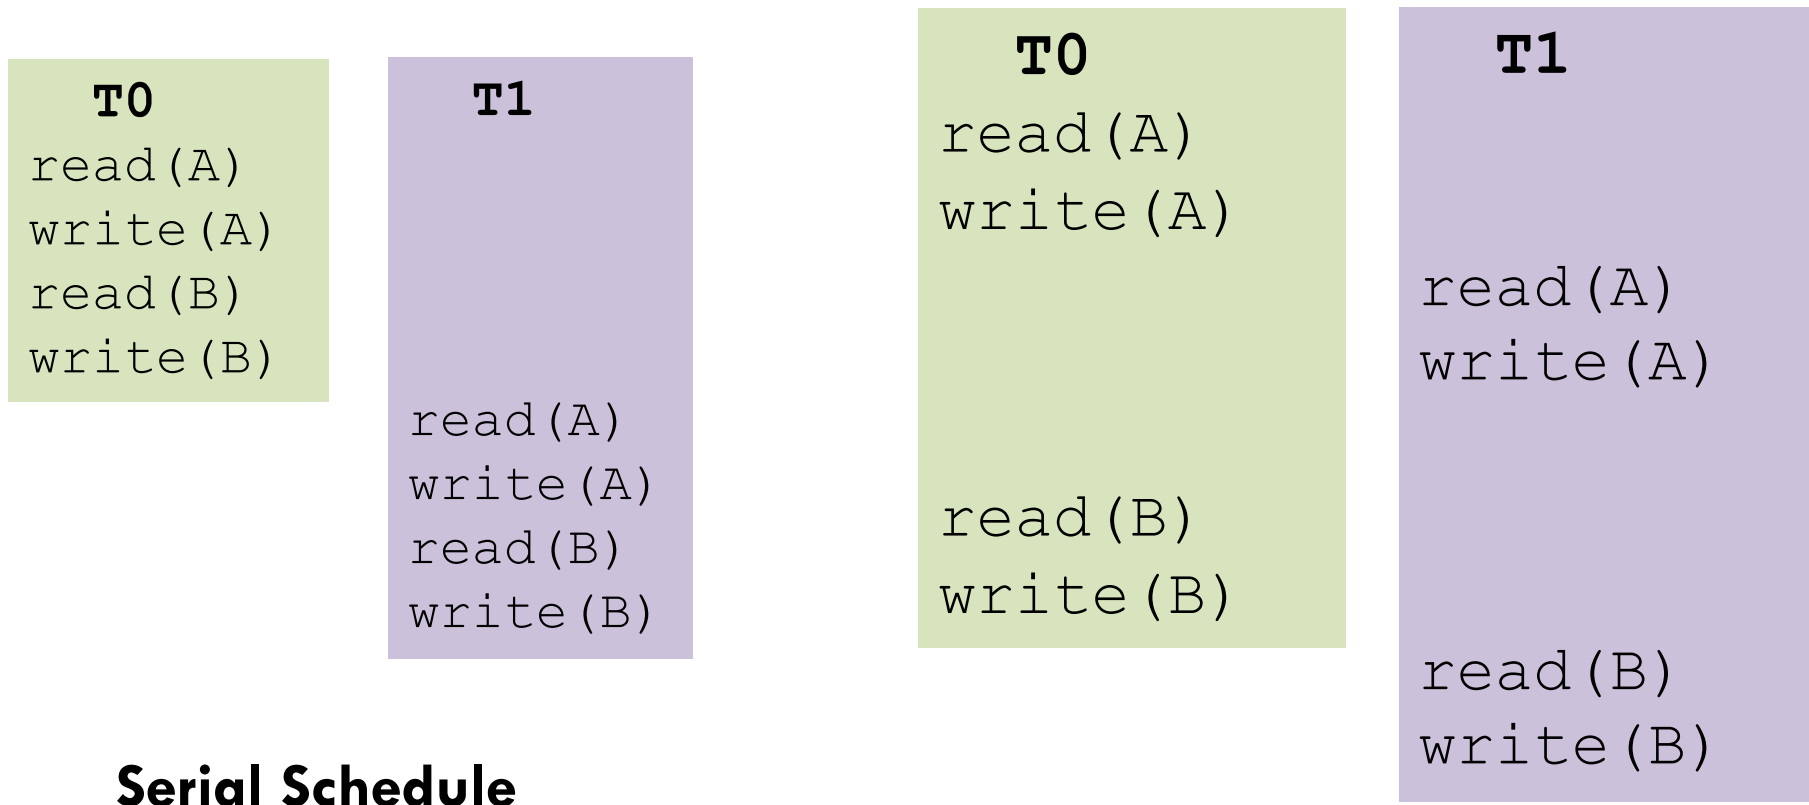 T0
read(A)
write(A)
read(B)
write(B)
T1
read(A)
write(A)
read(B)
write(B)
Serial Schedule
T0
read(A)
write(A)
read(B)
write(B)
T1
read(A)
write(A)
read(B)
write(B)